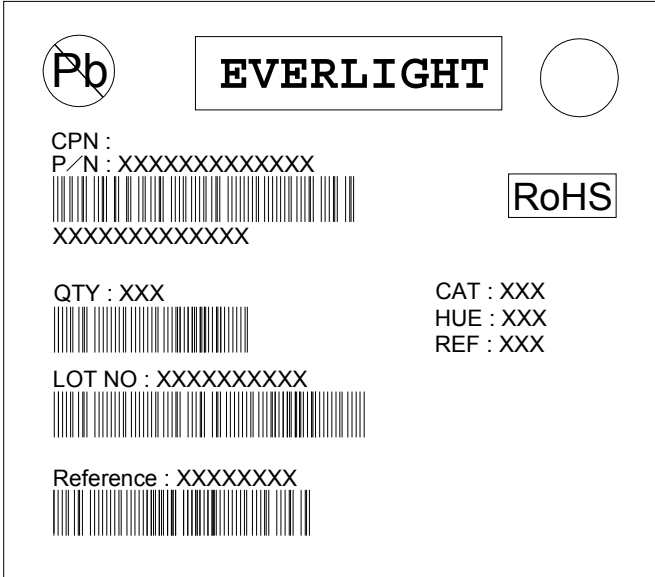 Pb
EVERLIGHT
CPN :
P/N : XXXXXXXXXXXXX
XXXXXXXXXXXXX
RoHS
QTY : XXX
CAT : XXX
HUE : XXX
REF : XXX
LOT NO : XXXXXXXXXX
Reference : XXXXXXXX